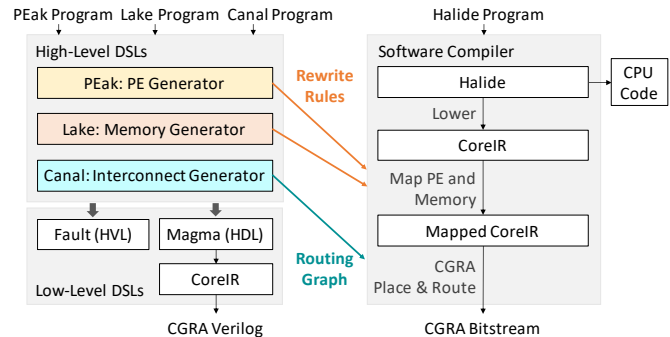 PEak Program
Lake Program
Canal Program
Halide Program
High-Level DSLs
PEak: PE Generator
Lake: Memory Generator
Canal: Interconnect Generator
Fault (HVL)
Magma (HDL)
CoreIR
Low-Level DSLs
CGRA Verilog
Rewrite
Rules
Routing
Graph
Software Compiler
Halide
CPU
Code
Lower
CoreIR
Map PE and
Memory
Mapped CoreIR
CGRA
Place & Route
CGRA Bitstream